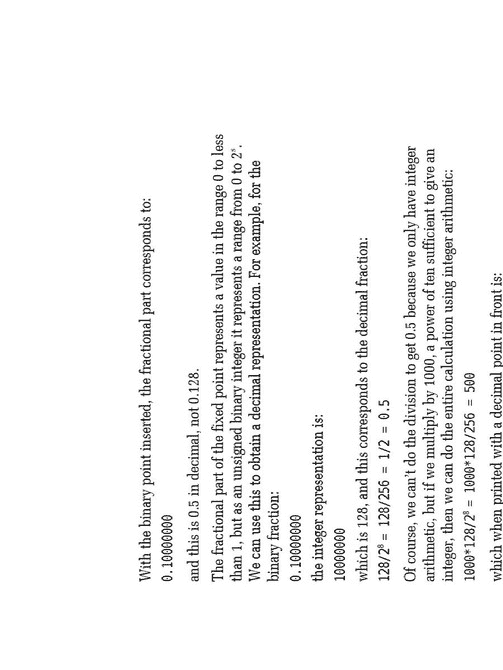 With the binary point inserted, the fractional part corresponds to:
0.10000000
and this is 0.5 in decimal, not 0.128.
The fractional part of the fixed point represents a value in the range 0 to less
than 1, but as an unsigned binary integer it represents a range from 0 to 2⁸.
We can use this to obtain a decimal representation. For example, for the
binary fraction:
0.10000000
the integer representation is:
10000000
which is 128, and this corresponds to the decimal fraction:
128/2⁸ = 128/256 = 1/2 = 0.5
Of course, we can't do the division to get 0.5 because we only have integer
arithmetic, but if we multiply by 1000, a power of ten sufficient to give an
integer, then we can do the entire calculation using integer arithmetic:
1000*128/2⁸ = 1000*128/256 = 500
which when printed with a decimal point in front is: